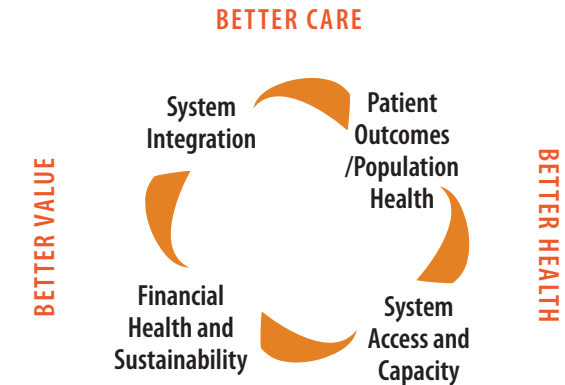 BETTER CARE
System
Integration
Patient
Outcomes
/Population
Health
BETTER VALUE
BETTER HEALTH
Financial
Health and
Sustainability
System
Access and
Capacity